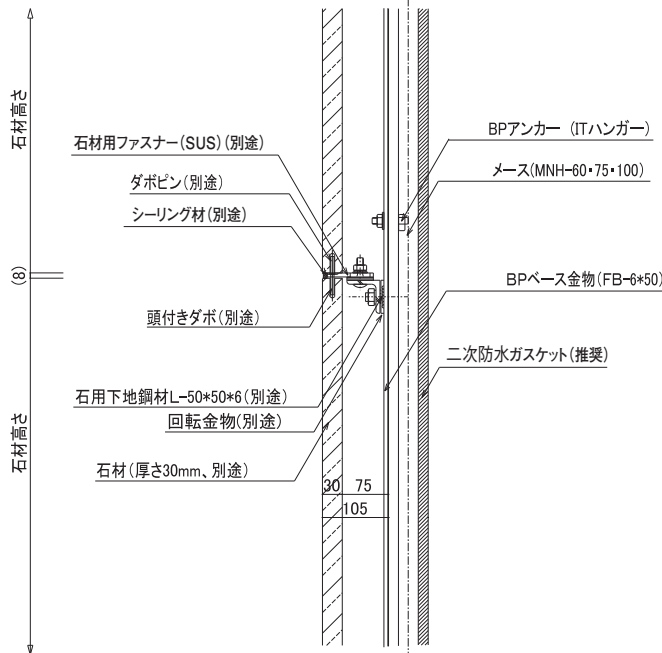 石材高さ
BPアンカー (ITハンガー)
石材用ファスナー(SUS)(別途)
メース(MNH-60・75・100)
ダボピン(別途)
シーリング材(別途)
(8)
BPベース金物(FB-6*50)
頭付きダボ(別途)
二次防水ガスケット(推奨)
石用下地鋼材L-50*50*6(別途)
回転金物(別途)
石材高さ
石材(厚さ30mm、別途)
30 75
105